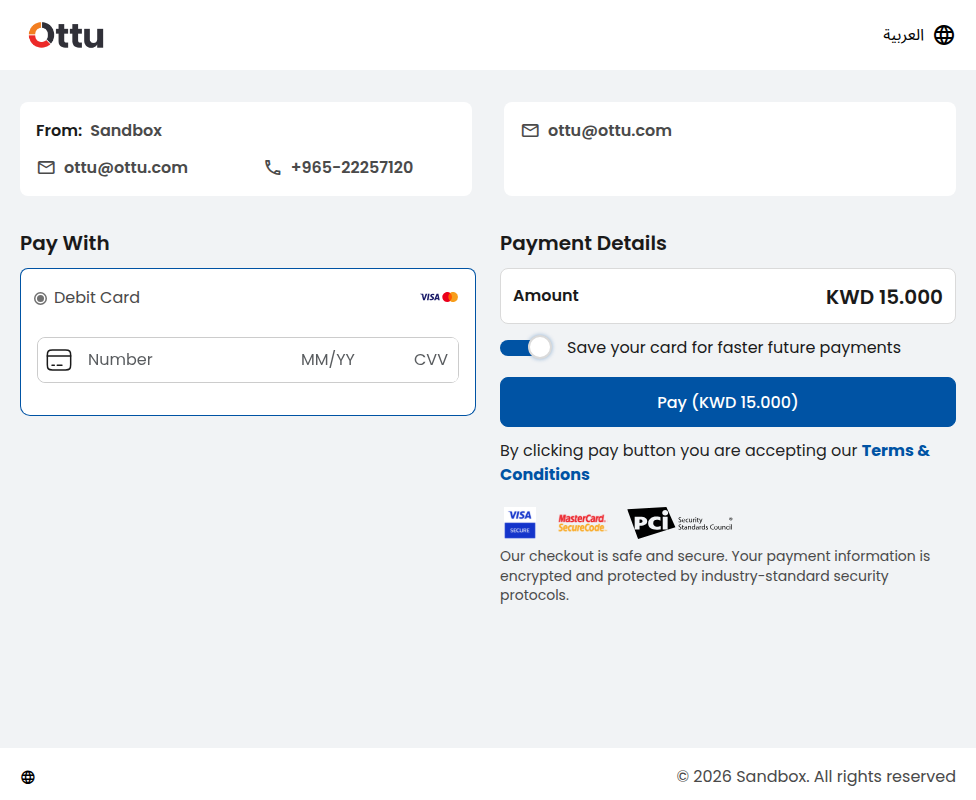 Ottu
العربية
From: Sandbox
ottu@ottu.com
+965-22257120
ottu@ottu.com
Pay With
Debit Card
VISA
Number
MM/YY
CVV
Payment Details
Amount
KWD 15.000
Save your card for faster future payments
Pay (KWD 15.000)
By clicking pay button you are accepting our Terms &
Conditions
VISA
SECURE
MasterCard.
SecureCode.
PCI
Security
Standards Council
Our checkout is safe and secure. Your payment information is
encrypted and protected by industry-standard security
protocols.
© 2026 Sandbox. All rights reserved